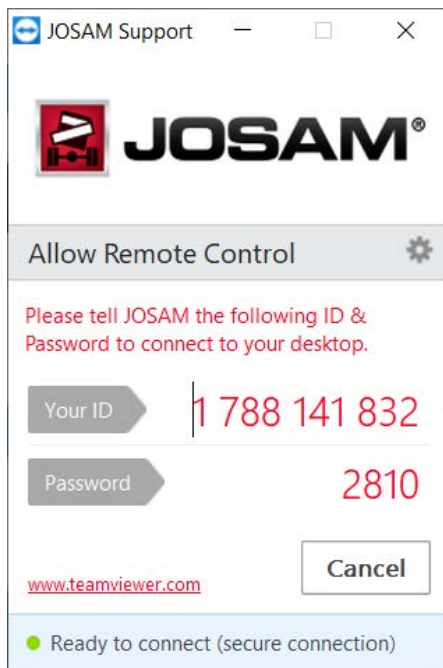 JOSAM Support
JOSAM®
Allow Remote Control
Please tell JOSAM the following ID &
Password to connect to your desktop.
Your ID 1 788 141 832
Password 2810
www.teamviewer.com
Cancel
Ready to connect (secure connection)